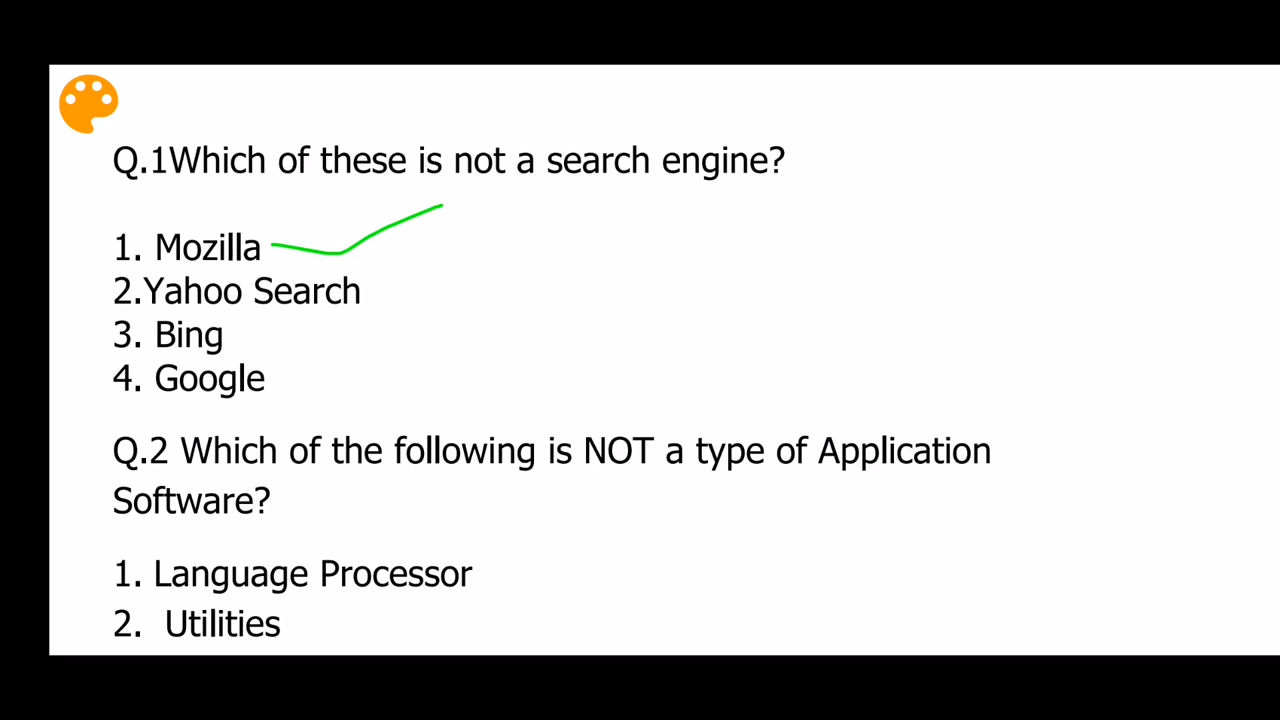 Q.1Which of these is not a search engine?
1. Mozilla
2.Yahoo Search
3. Bing
4. Google
Q.2 Which of the following is NOT a type of Application
Software?
1. Language Processor
2. Utilities